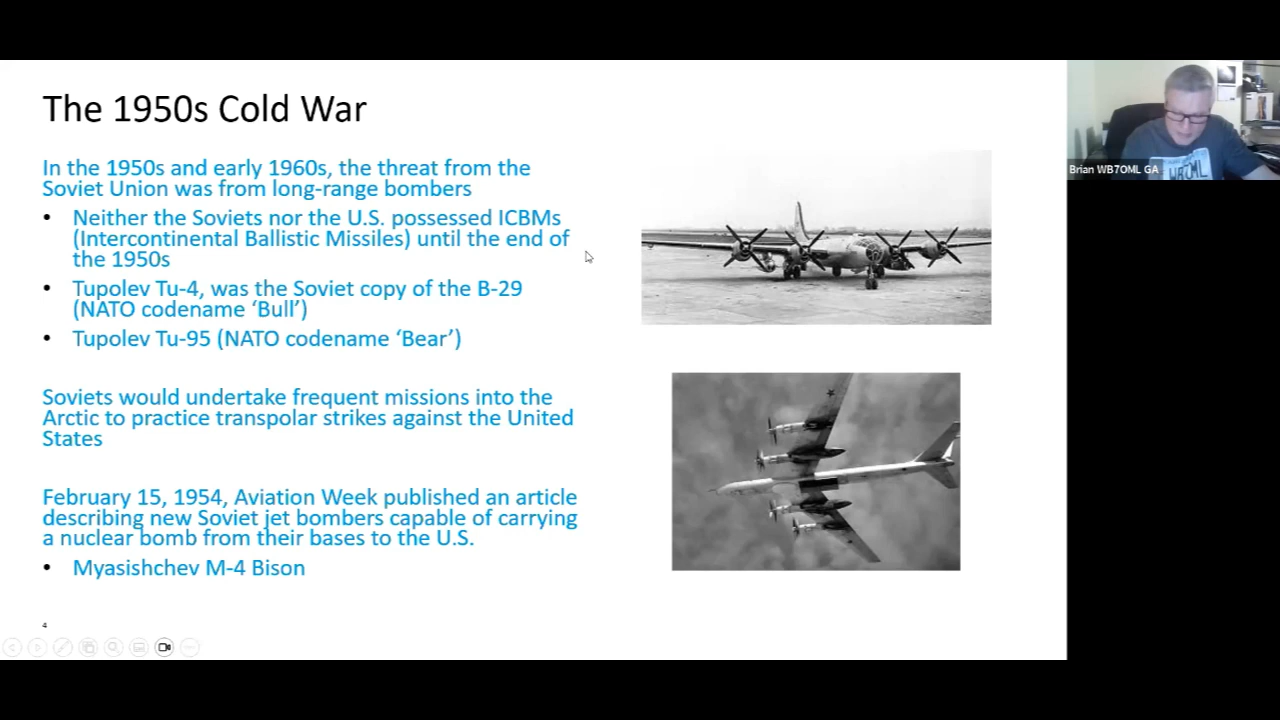 The 1950s Cold War
In the 1950s and early 1960s, the threat from the
Soviet Union was from long-range bombers
• Neither the Soviets nor the U.S. possessed ICBMs
(Intercontinental Ballistic Missiles) until the end of
the 1950s
• Tupolev Tu-4, was the Soviet copy of the B-29
(NATO codename ‘Bull’)
• Tupolev Tu-95 (NATO codename ‘Bear’)
Soviets would undertake frequent missions into the
Arctic to practice transpolar strikes against the United
States
February 15, 1954, Aviation Week published an article
describing new Soviet jet bombers capable of carrying
a nuclear bomb from their bases to the U.S.
• Myasishchev M-4 Bison
4
Brian WB7OML GA
WB7OML